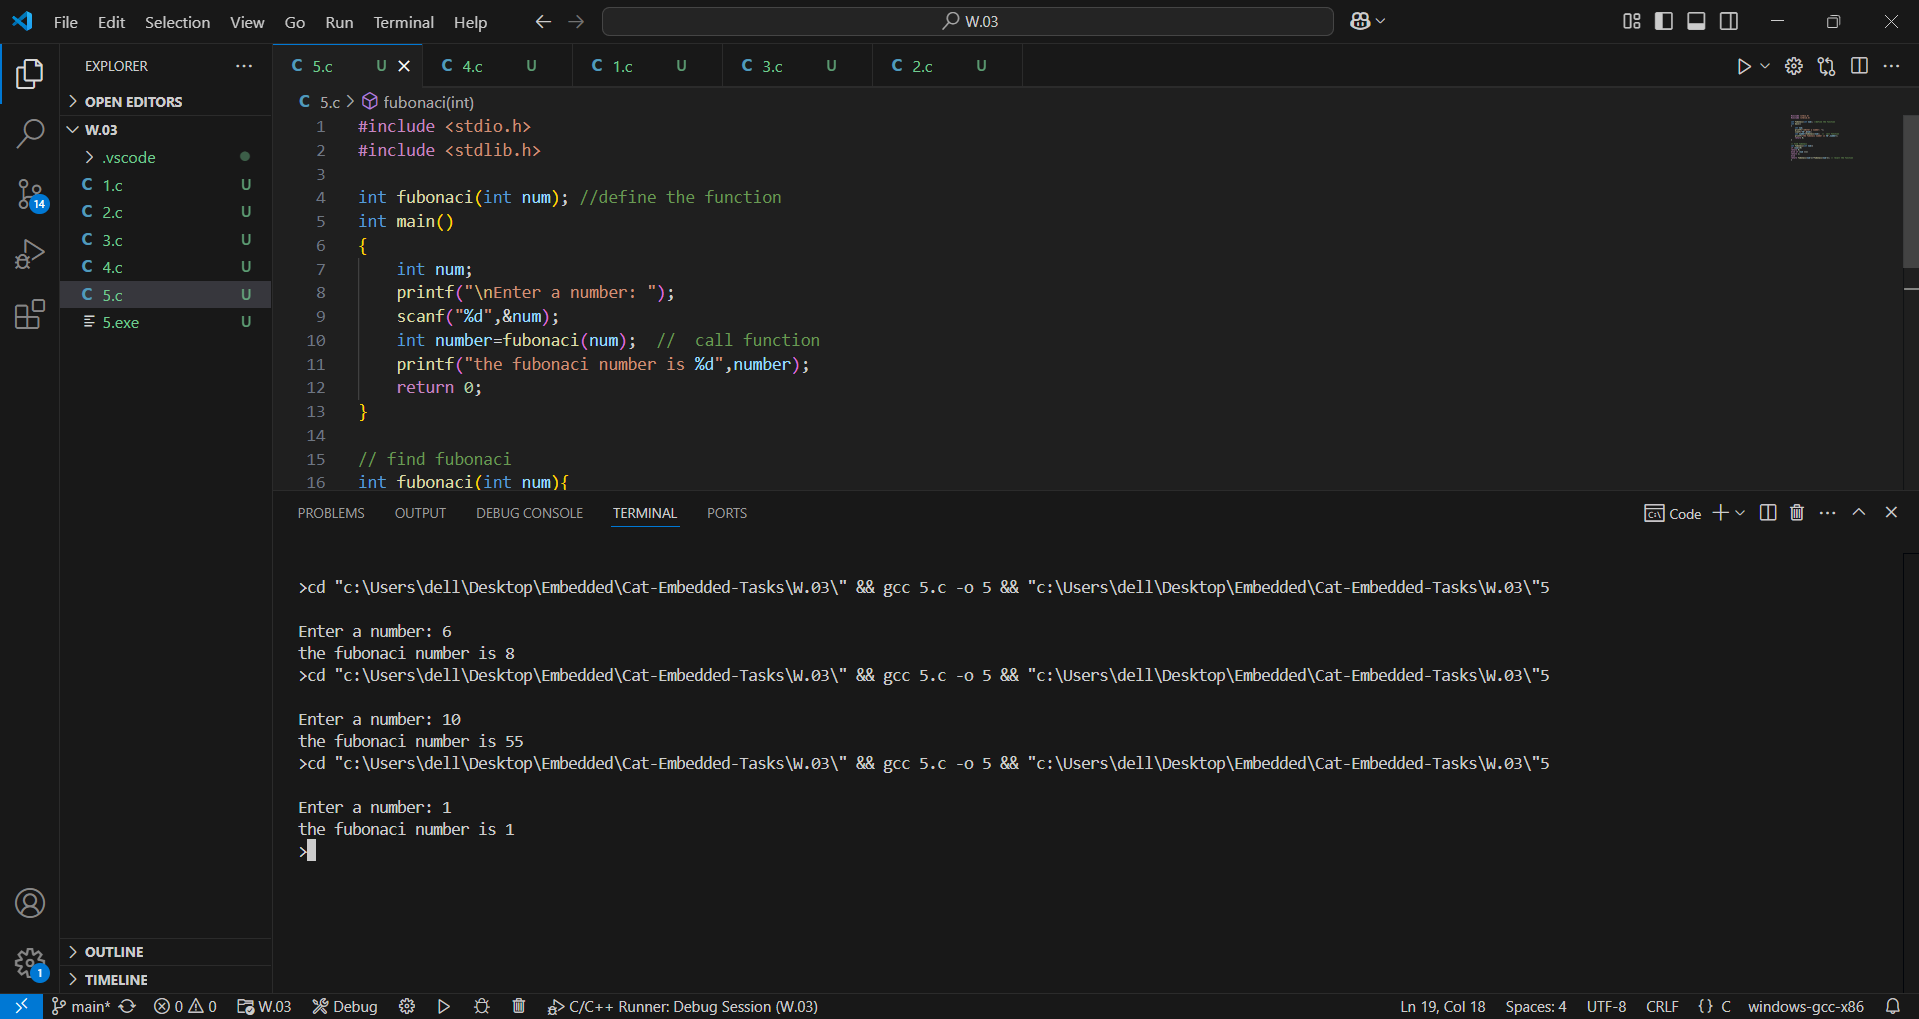 File Edit Selection View Go Run Terminal Help W.03
EXPLORER
OPEN EDITORS
W.03
.vscode
C 1.c U
C 2.c U
C 3.c U
C 4.c U
C 5.c U
5.exe U
OUTLINE
TIMELINE
14
1
C 5.c U C 4.c U C 1.c U C 3.c U C 2.c U
C 5.c > fubonaci(int)
1 #include <stdio.h>
2 #include <stdlib.h>
3
4 int fubonaci(int num); //define the function
5 int main()
6 {
7 int num;
8 printf("\nEnter a number: ");
9 scanf("%d",&num);
10 int number=fubonaci(num); //  call function
11 printf("the fubonaci number is %d",number);
12 return 0;
13 }
14
15 // find fubonaci
16 int fubonaci(int num){
PROBLEMS OUTPUT DEBUG CONSOLE TERMINAL PORTS Code
>cd "c:\Users\dell\Desktop\Embedded\Cat-Embedded-Tasks\W.03\" && gcc 5.c -o 5 && "c:\Users\dell\Desktop\Embedded\Cat-Embedded-Tasks\W.03\"5
Enter a number: 6
the fubonaci number is 8
>cd "c:\Users\dell\Desktop\Embedded\Cat-Embedded-Tasks\W.03\" && gcc 5.c -o 5 && "c:\Users\dell\Desktop\Embedded\Cat-Embedded-Tasks\W.03\"5
Enter a number: 10
the fubonaci number is 55
>cd "c:\Users\dell\Desktop\Embedded\Cat-Embedded-Tasks\W.03\" && gcc 5.c -o 5 && "c:\Users\dell\Desktop\Embedded\Cat-Embedded-Tasks\W.03\"5
Enter a number: 1
the fubonaci number is 1
>
main* 0 0 W.03 Debug C/C++ Runner: Debug Session (W.03) Ln 19, Col 18 Spaces: 4 UTF-8 CRLF {} C windows-gcc-x86